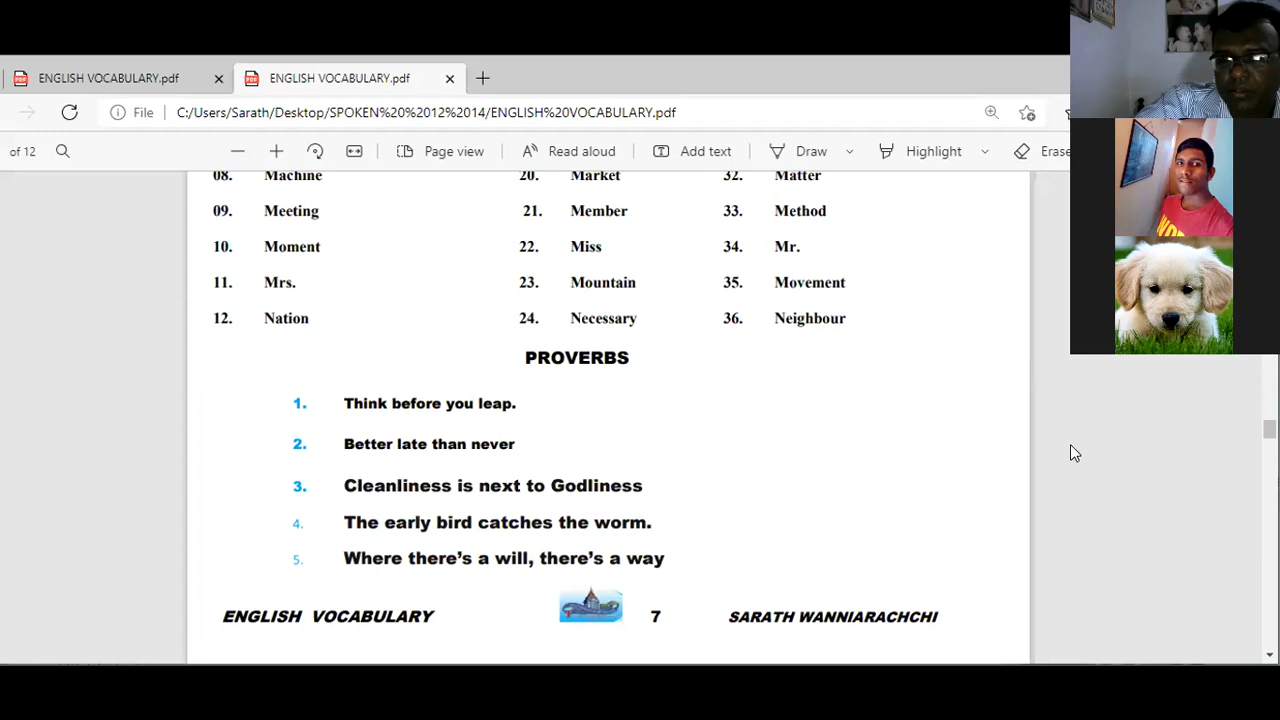 ENGLISH VOCABULARY.pdf ENGLISH VOCABULARY.pdf
File C:/Users/Sarath/Desktop/SPOKEN%20%2012%2014/ENGLISH%20VOCABULARY.pdf
of 12 Page view Read aloud Add text Draw Highlight Erase
08. Machine 20. Market 32. Matter
09. Meeting 21. Member 33. Method
10. Moment 22. Miss 34. Mr.
11. Mrs. 23. Mountain 35. Movement
12. Nation 24. Necessary 36. Neighbour
PROVERBS
1. Think before you leap.
2. Better late than never
3. Cleanliness is next to Godliness
4. The early bird catches the worm.
5. Where there's a will, there's a way
ENGLISH VOCABULARY 7 SARATH WANNIARACHCHI